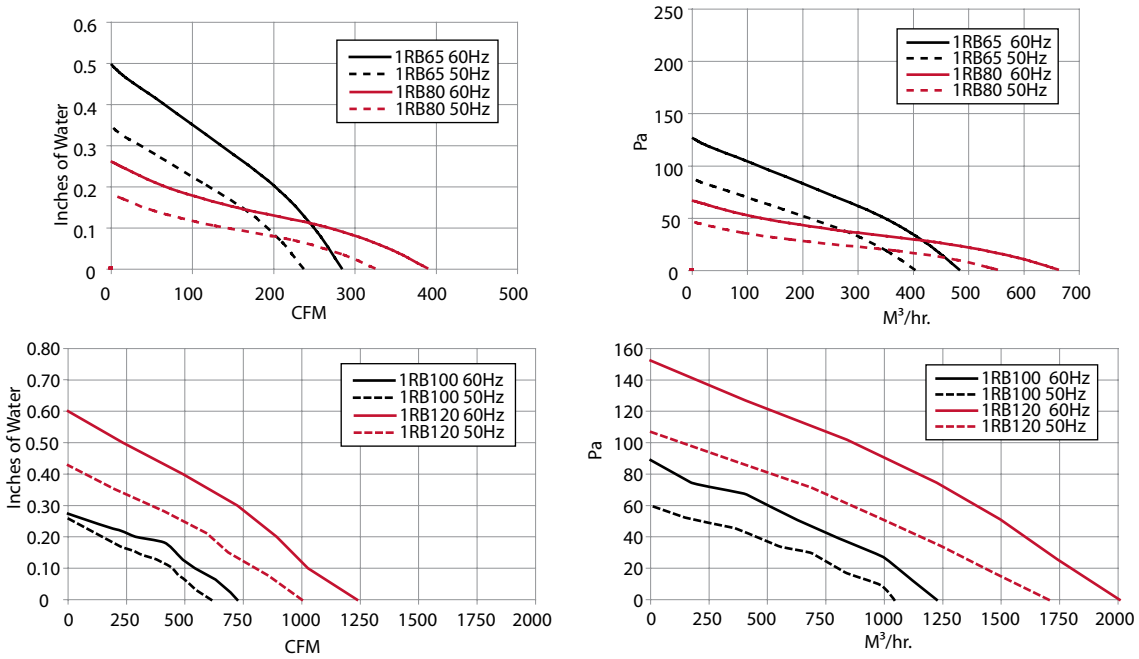 0.6
0.5
0.4
0.3
0.2
0.1
0
Inches of Water
1RB65 60Hz
1RB65 50Hz
1RB80 60Hz
1RB80 50Hz
0 100 200 300 400 500
CFM
250
200
150
100
50
0
Pa
1RB65 60Hz
1RB65 50Hz
1RB80 60Hz
1RB80 50Hz
0 100 200 300 400 500 600 700
M³/hr.
0.80
0.70
0.60
0.50
0.40
0.30
0.20
0.10
0
Inches of Water
1RB100 60Hz
1RB100 50Hz
1RB120 60Hz
1RB120 50Hz
0 250 500 750 1000 1250 1500 1750 2000
CFM
160
140
120
100
80
60
40
20
0
Pa
1RB100 60Hz
1RB100 50Hz
1RB120 60Hz
1RB120 50Hz
0 250 500 750 1000 1250 1500 1750 2000
M³/hr.